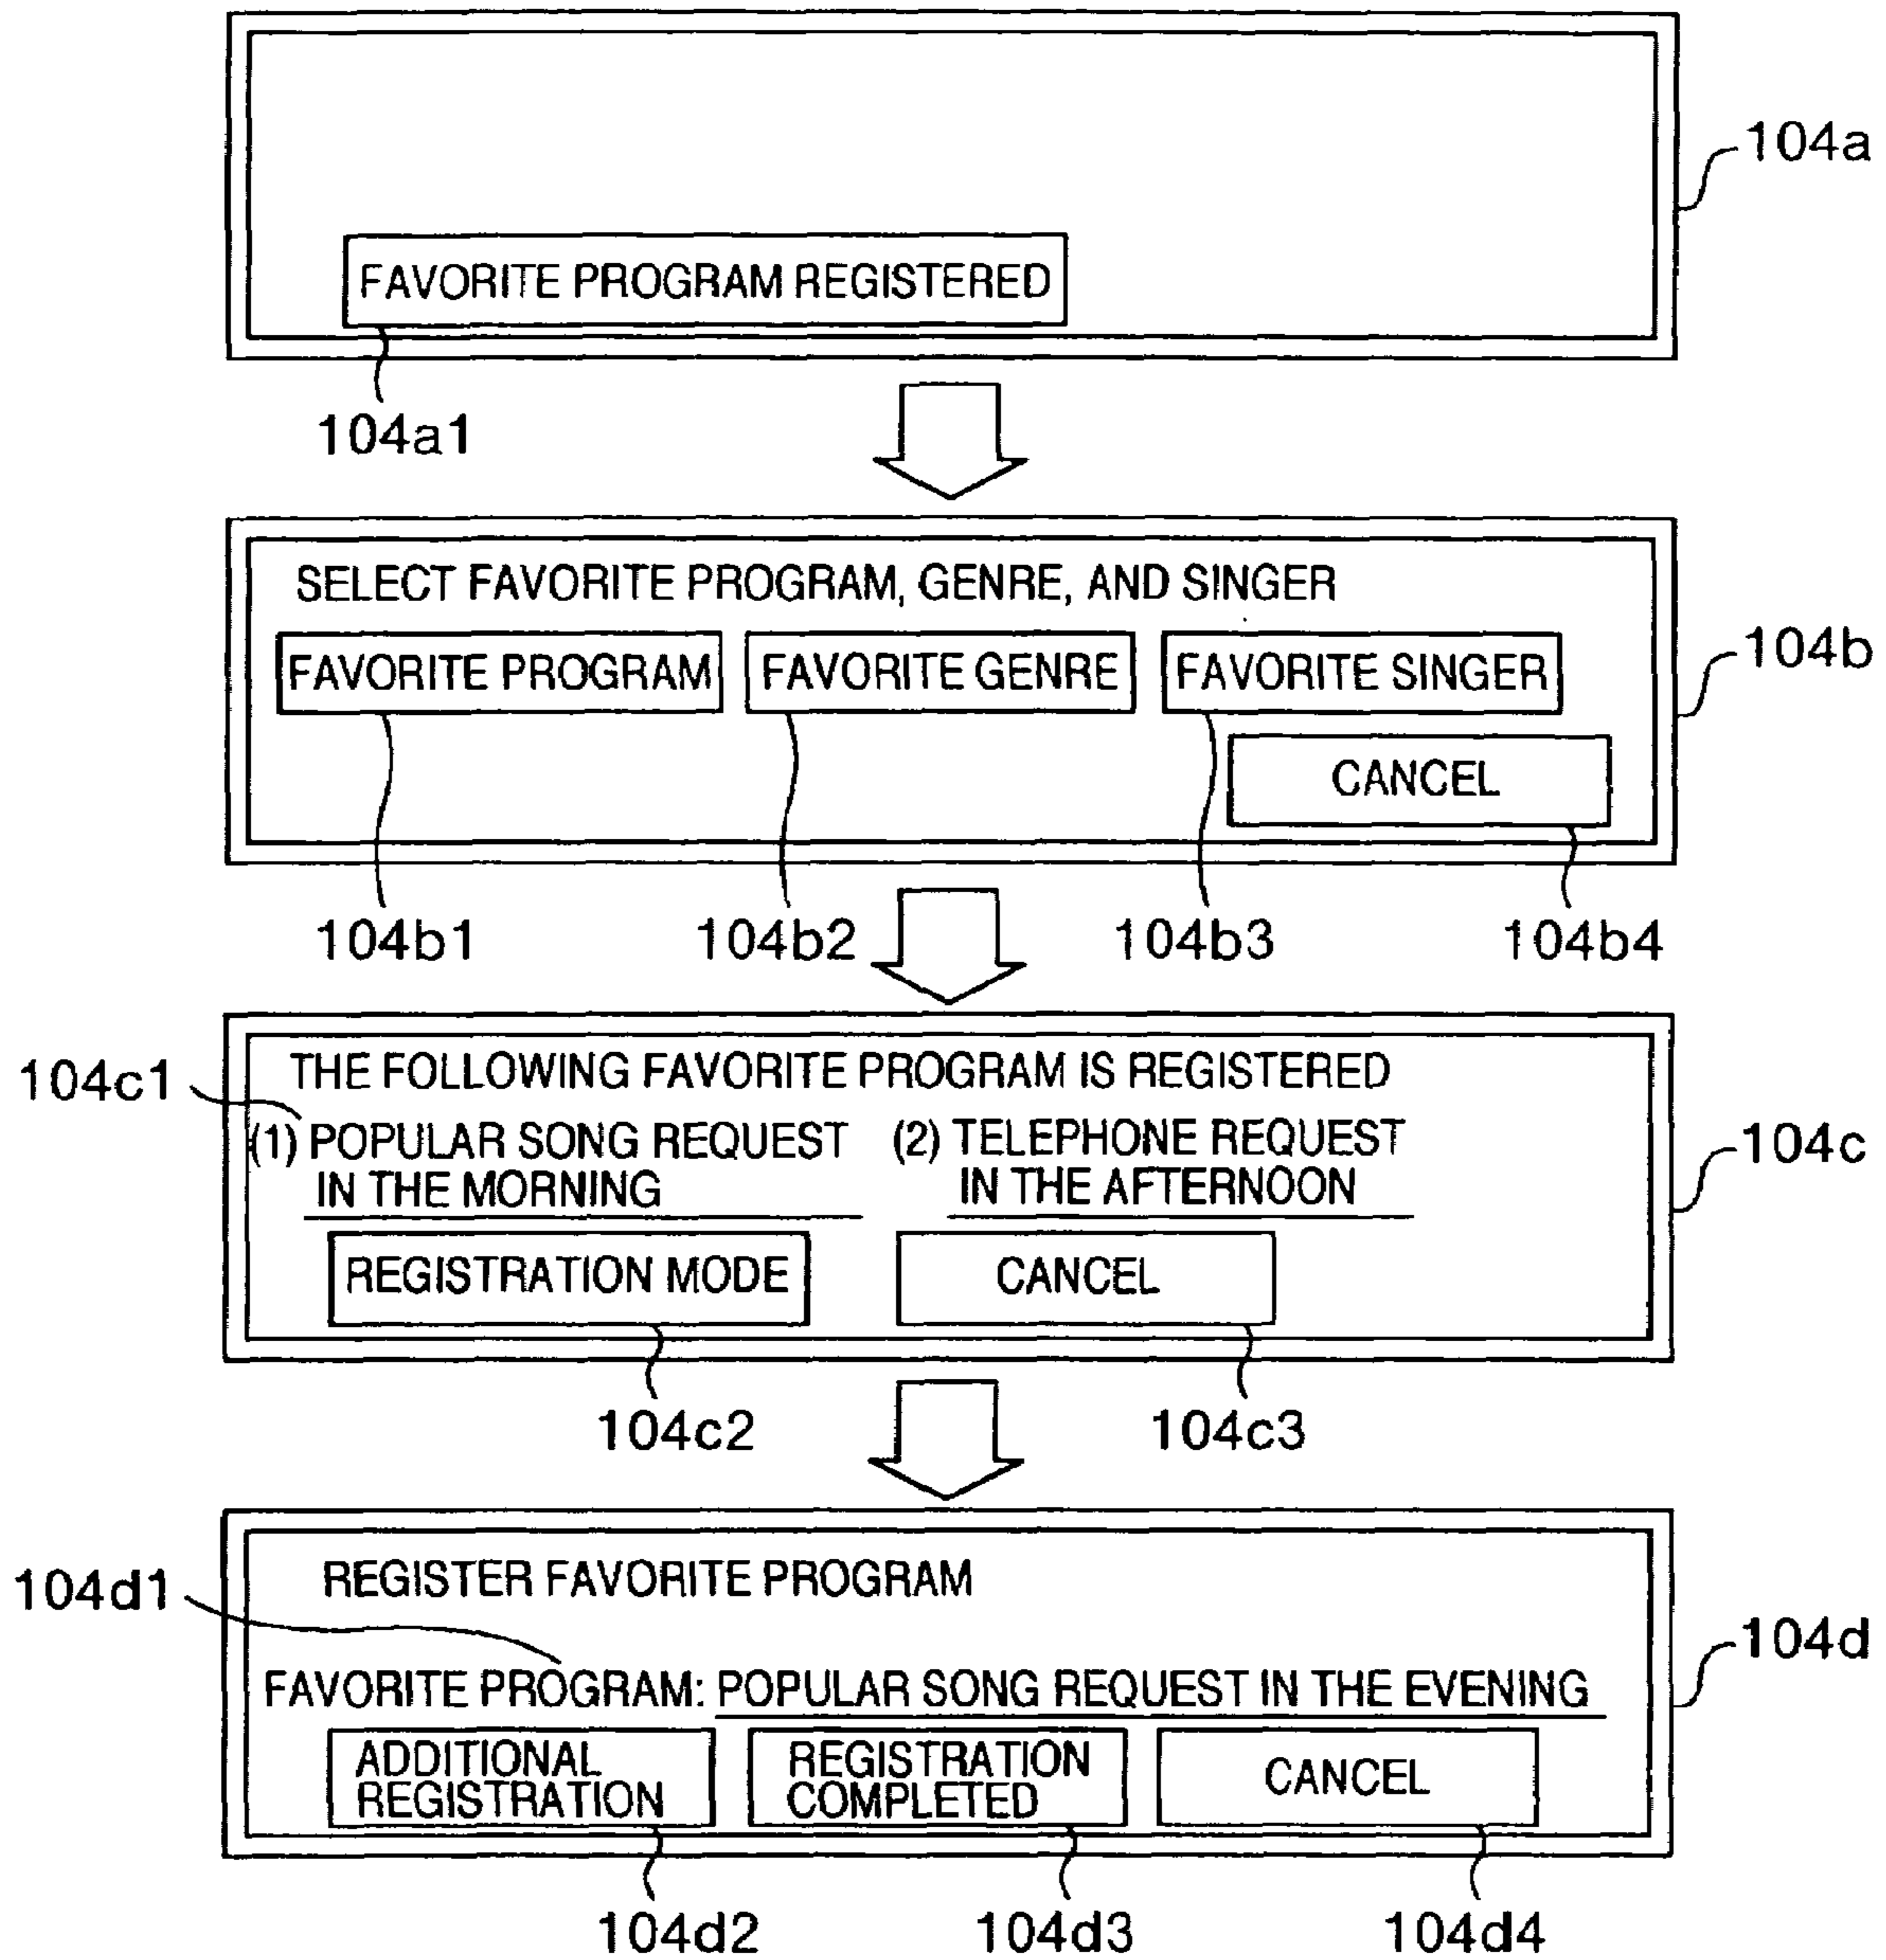 FAVORITE PROGRAM REGISTERED
104a
104a1
SELECT FAVORITE PROGRAM, GENRE, AND SINGER
FAVORITE PROGRAM
FAVORITE GENRE
FAVORITE SINGER
104b
CANCEL
104b1
104b2
104b3
104b4
THE FOLLOWING FAVORITE PROGRAM IS REGISTERED
104c1
(1) POPULAR SONG REQUEST
IN THE MORNING
(2) TELEPHONE REQUEST
IN THE AFTERNOON
104c
REGISTRATION MODE
CANCEL
104c2
104c3
REGISTER FAVORITE PROGRAM
104d1
104d
FAVORITE PROGRAM: POPULAR SONG REQUEST IN THE EVENING
ADDITIONAL
REGISTRATION
REGISTRATION
COMPLETED
CANCEL
104d2
104d3
104d4